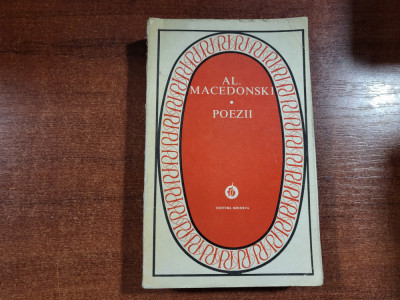 AL.
MACEDONSKI
•
POEZII
EDITURA MINERVA